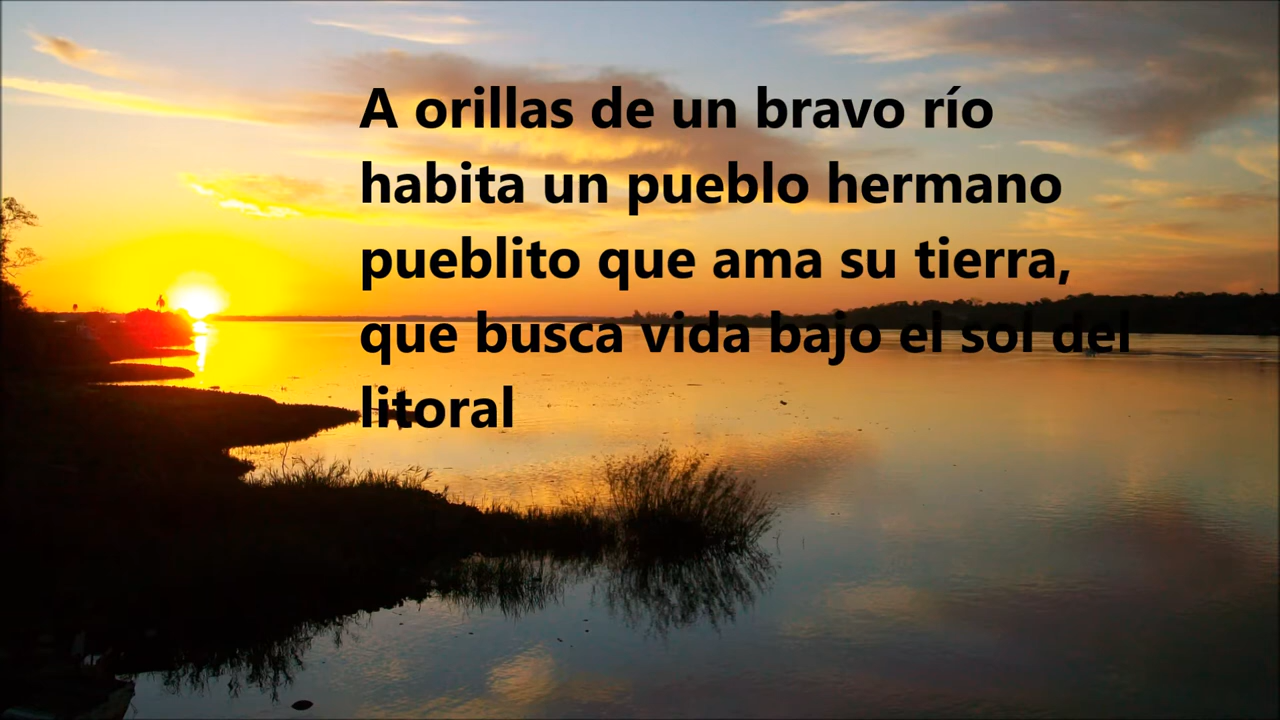 A orillas de un bravo río
habita un pueblo hermano
pueblito que ama su tierra,
que busca vida bajo el sol del
litoral